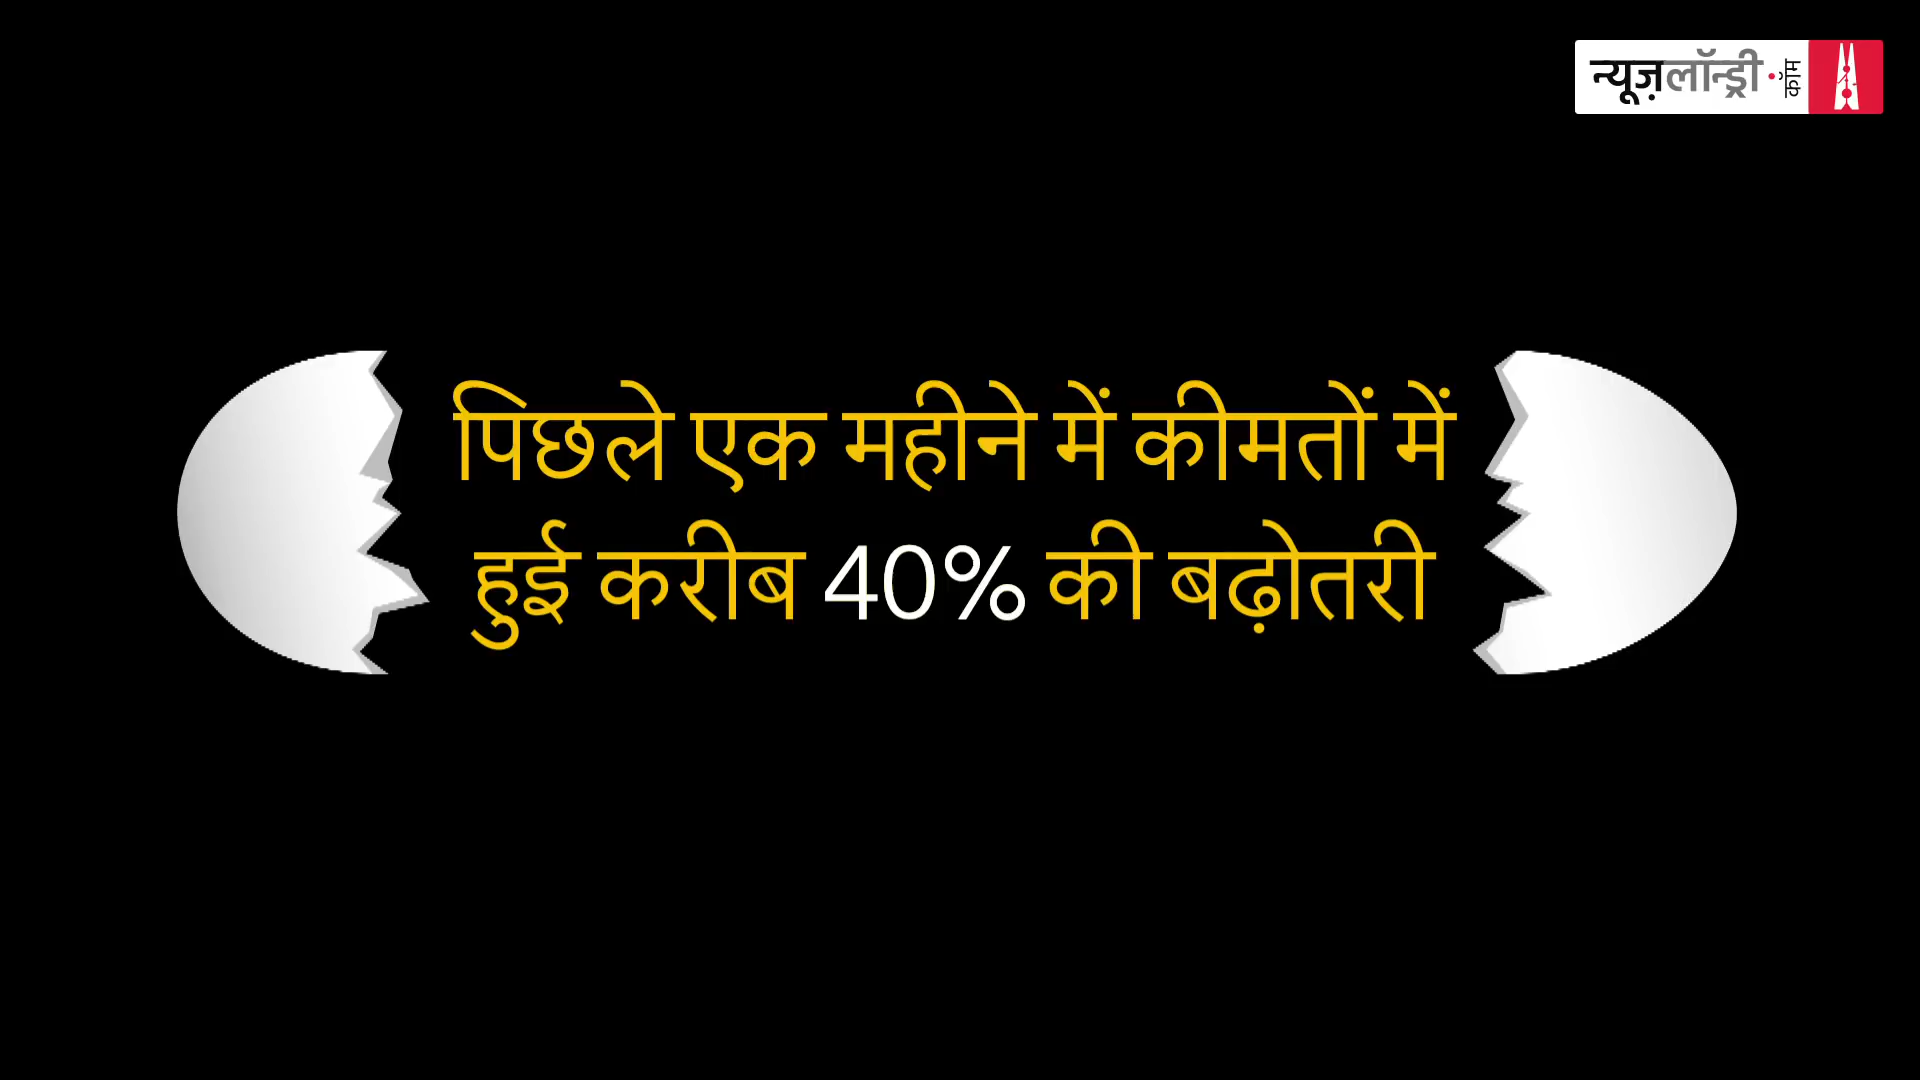 न्यूज़लॉन्ड्री.कॉम
पिछले एक महीने में कीमतों में
हुई करीब 40% की बढ़ोतरी